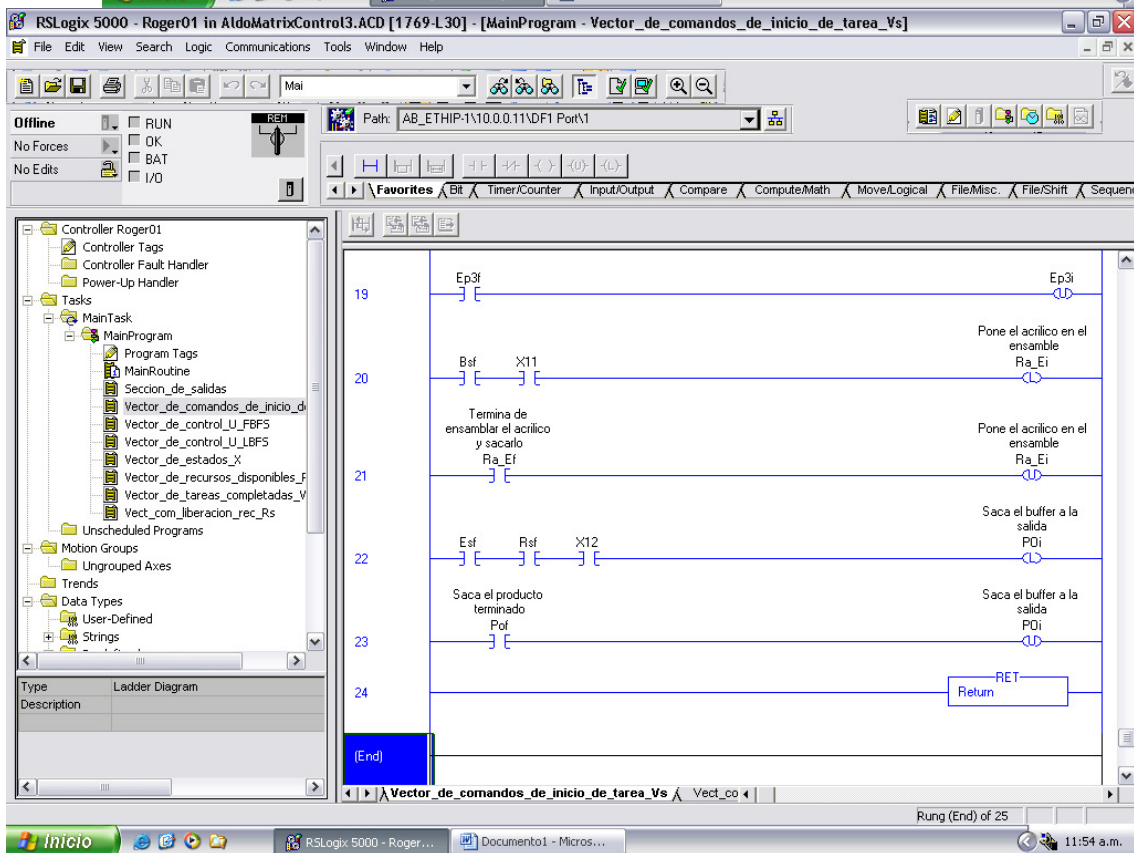 RSLogix 5000 - Roger01 in AldoMatrixControl3.ACD [1769-L30] - [MainProgram - Vector_de_comandos_de_inicio_de_tarea_Vs]
File Edit View Search Logic Communications Tools Window Help
Mai
Offline
RUN
No Forces
OK
BAT
No Edits
I/O
REM
Path: AB_ETHIP-1\10.0.0.11\DF1 Port\1
Favorites Bit Timer/Counter Input/Output Compare Compute/Math Move/Logical File/Misc. File/Shift Sequen
Controller Roger01
Controller Tags
Controller Fault Handler
Power-Up Handler
Tasks
MainTask
MainProgram
Program Tags
MainRoutine
Seccion_de_salidas
Vector_de_comandos_de_inicio_d
Vector_de_control_U_FBFS
Vector_de_control_U_LBFS
Vector_de_estados_X
Vector_de_recursos_disponibles_F
Vector_de_tareas_completadas_V
Vect_com_liberacion_rec_Rs
Unscheduled Programs
Motion Groups
Ungrouped Axes
Trends
Data Types
User-Defined
Strings
Type Ladder Diagram
Description
19
Ep3f
Ep3i
U
20
Bsf X11
Pone el acrilico en el
ensamble
Ra_Ei
L
21
Termina de
ensamblar el acrilico
y sacarlo
Ra_Ef
Pone el acrilico en el
ensamble
Ra_Ei
U
22
Esf Rsf X12
Saca el buffer a la
salida
POi
L
23
Saca el producto
terminado
Pof
Saca el buffer a la
salida
POi
U
24
RET
Return
(End)
Vector_de_comandos_de_inicio_de_tarea_Vs Vect_co
Rung (End) of 25
Inicio
RSLogix 5000 - Roger...
Documento1 - Micros...
11:54 a.m.